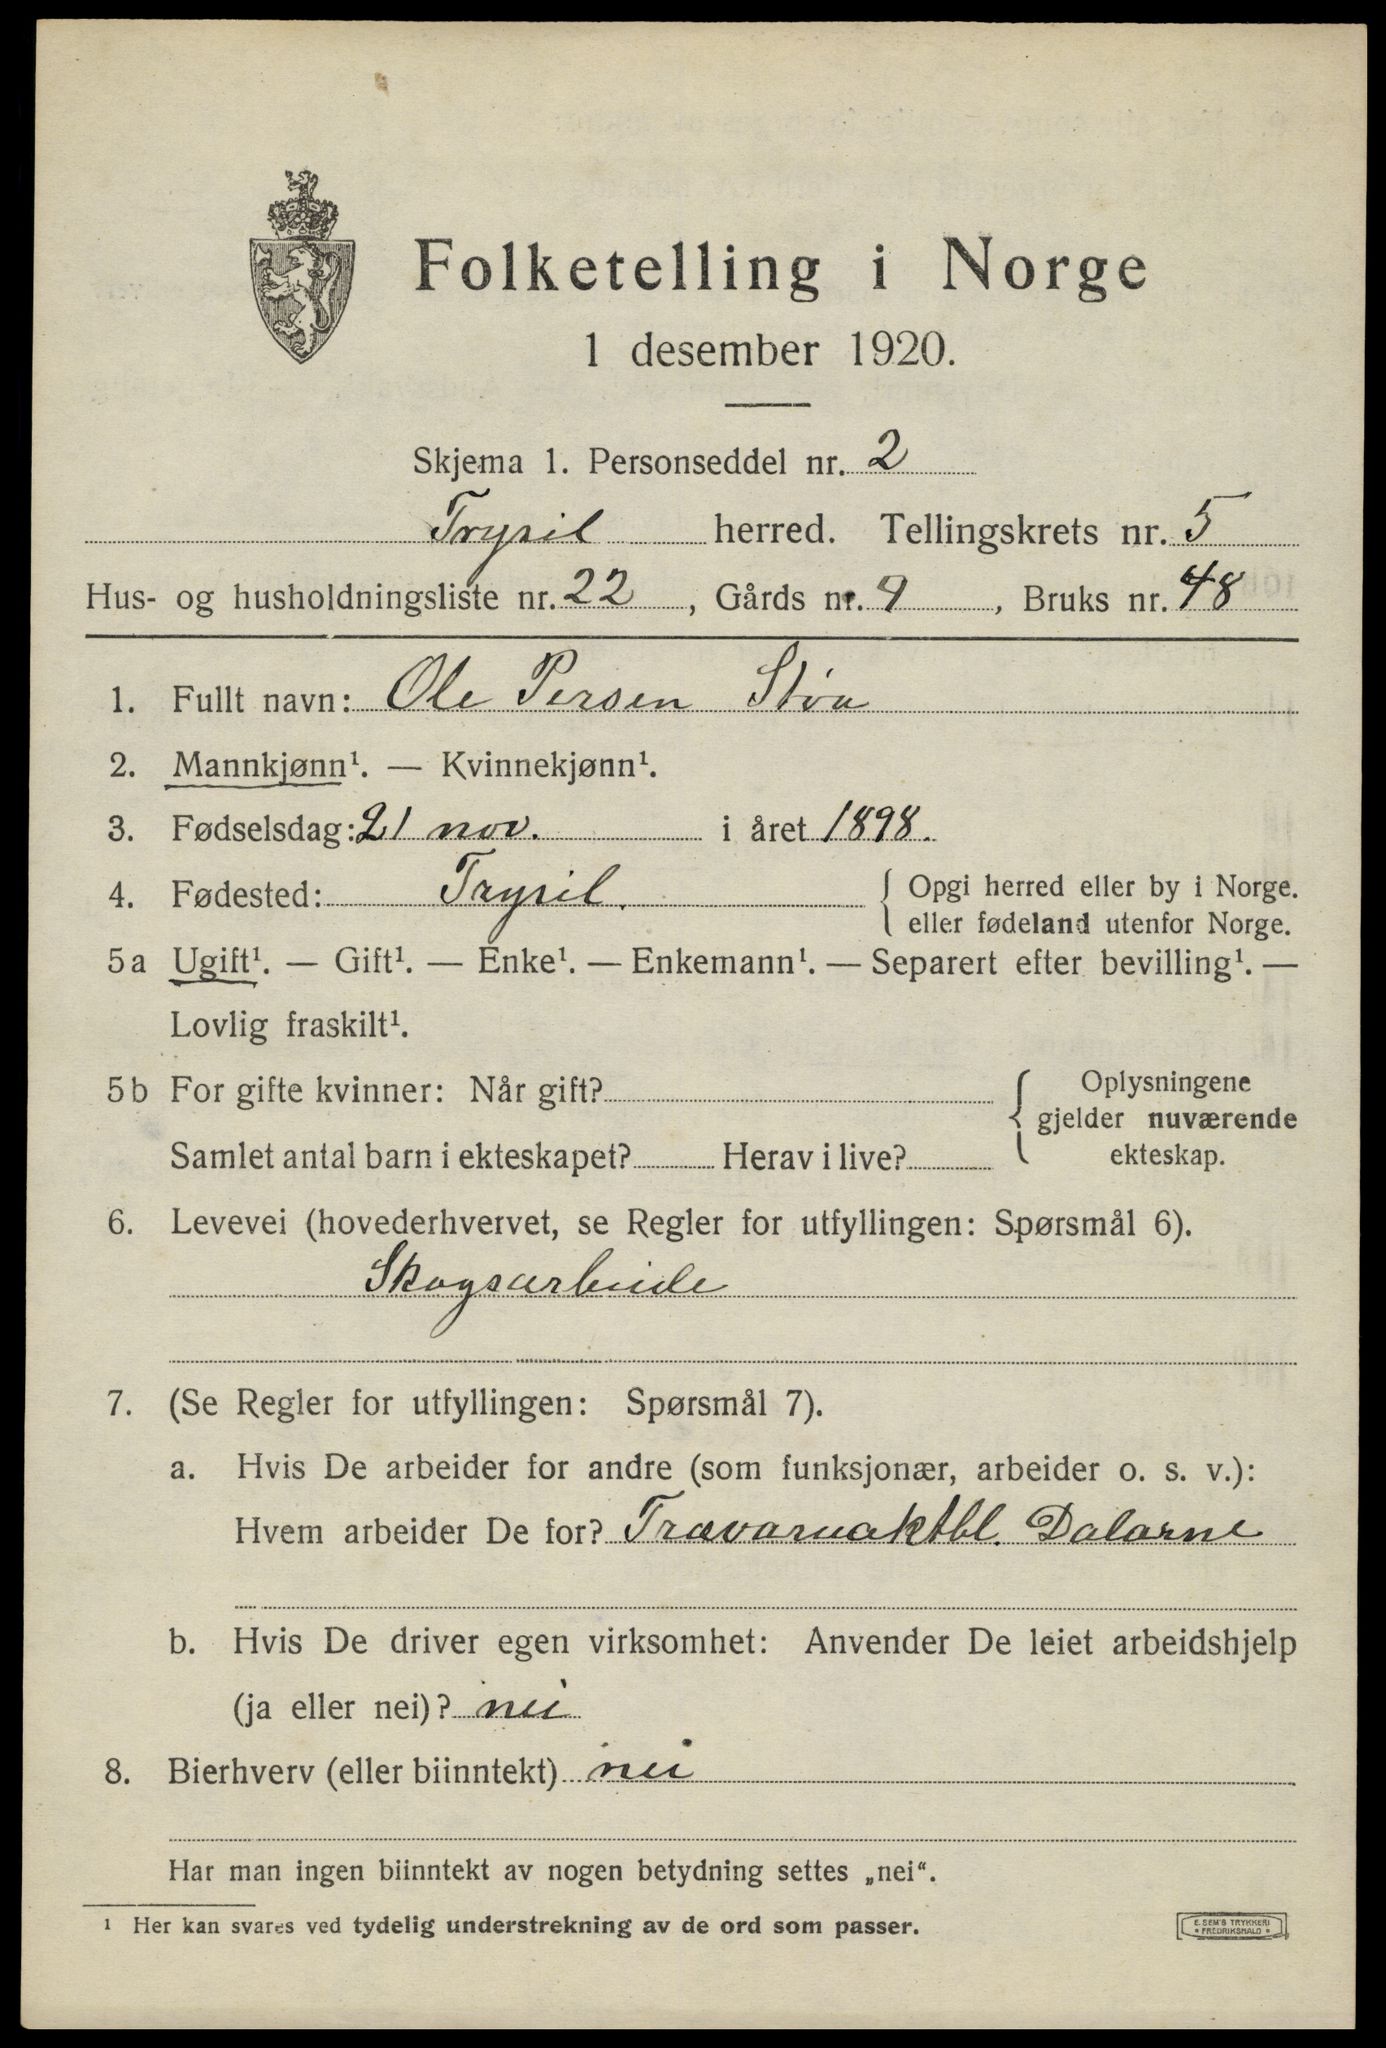 Folketelling i Norge
1 desember 1920.
Skjema 1. Personseddel nr. 2
Trysil herred. Tellingskrets nr. 5
Hus- og husholdningsliste nr. 22, Gårds nr. 9, Bruks nr. 48
1. Fullt navn: Ole Persen Støa
2. Mannkjønn¹. — Kvinnekjønn¹.
3. Fødselsdag: 21 nov. i året 1898.
4. Fødested: Trysil. { Opgi herred eller by i Norge.
eller fødeland utenfor Norge.
5a Ugift¹. — Gift¹. — Enke¹. — Enkemann¹. — Separert efter bevilling¹. —
Lovlig fraskilt¹.
5b For gifte kvinner: Når gift? { Oplysningene
gjelder nuværende
Samlet antal barn i ekteskapet? Herav i live? ekteskap.
6. Levevei (hovederhvervet, se Regler for utfyllingen: Spørsmål 6).
Skogsarbeide
7. (Se Regler for utfyllingen: Spørsmål 7).
a. Hvis De arbeider for andre (som funksjonær, arbeider o. s. v.):
Hvem arbeider De for? Travaruaktbl. Dalarne
b. Hvis De driver egen virksomhet: Anvender De leiet arbeidshjelp
(ja eller nei)? nei
8. Bierhverv (eller biinntekt) nei
Har man ingen biinntekt av nogen betydning settes „nei“.
¹ Her kan svares ved tydelig understrekning av de ord som passer.
E. SEM'S TRYKKERI
* FREDRIKSHALD *